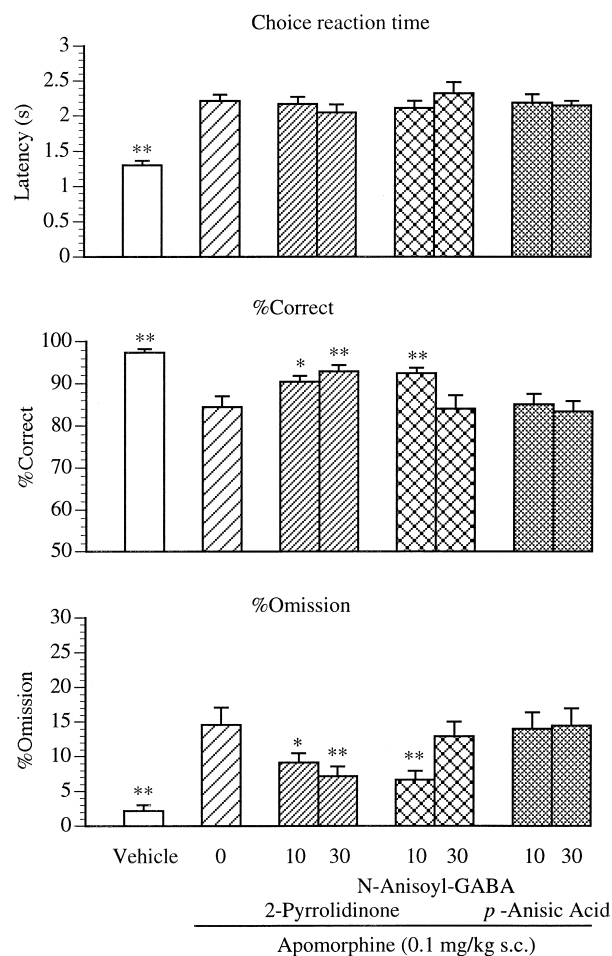 Choice reaction time
3
2.5
2
1.5
1
0.5
0
Latency (s)
**
%Correct
100
90
80
70
60
50
%Correct
** * ** **
%Omission
30
25
20
15
10
5
0
%Omission
** * ** **
Vehicle 0 10 30 10 30 10 30
N-Anisoyl-GABA
2-Pyrrolidinone p -Anisic Acid
Apomorphine (0.1 mg/kg s.c.)